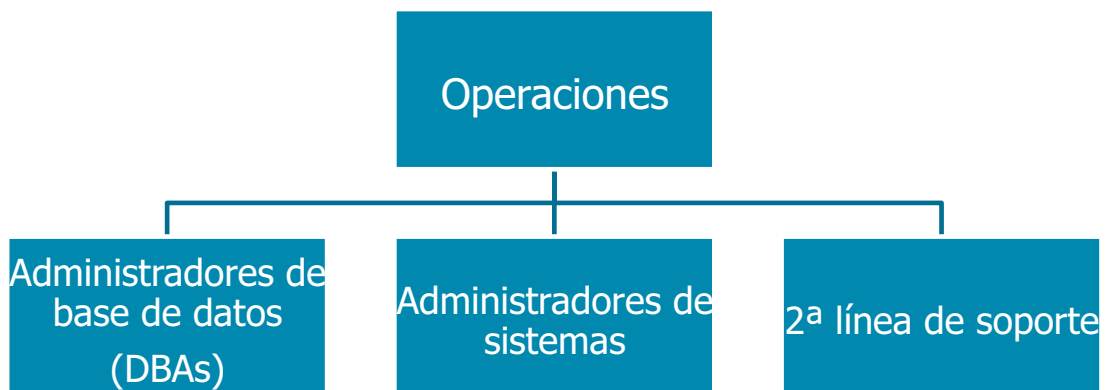 Operaciones
Administradores de
base de datos
(DBAs)
Administradores de
sistemas
2ª línea de soporte